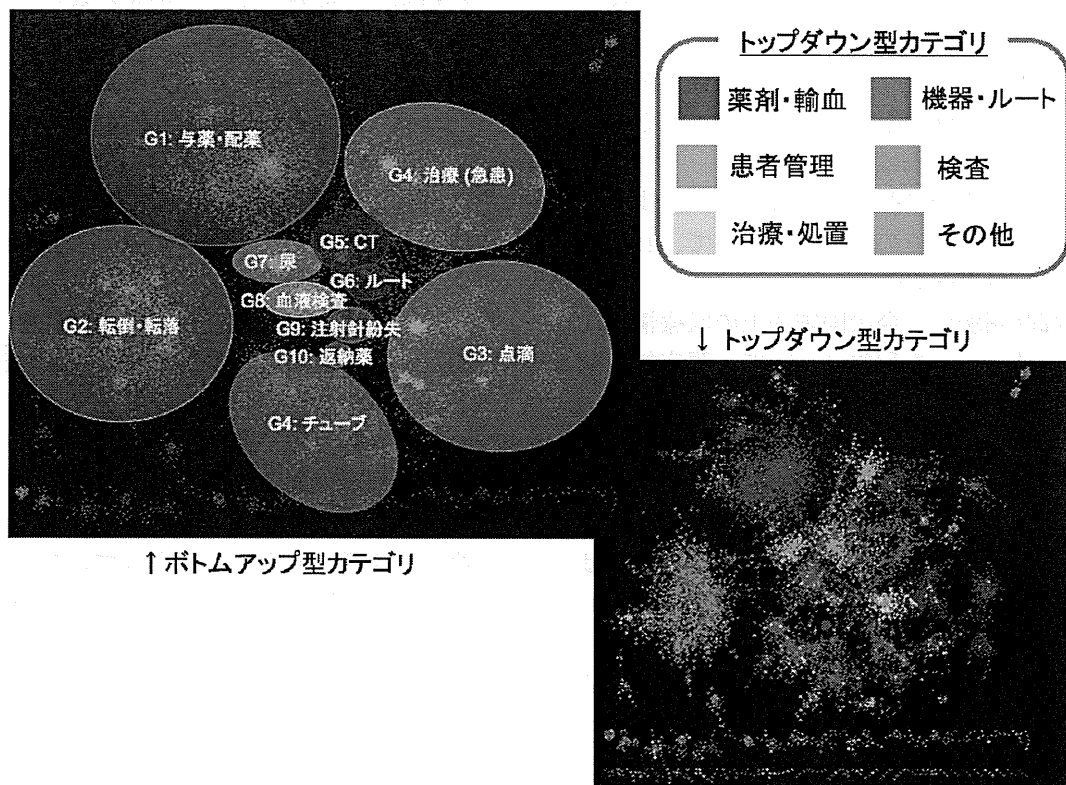 トップダウン型カテゴリ
薬剤・輸血
機器・ルート
患者管理
検査
治療・処置
その他
G1: 与薬・配薬
G4: 治療 (急患)
G5: CT
G7: 尿
G6: ルート
G8: 血液検査
G2: 転倒・転落
G9: 注射針紛失
G3: 点滴
G10: 返納薬
G4: チューブ
↓ トップダウン型カテゴリ
↑ボトムアップ型カテゴリ